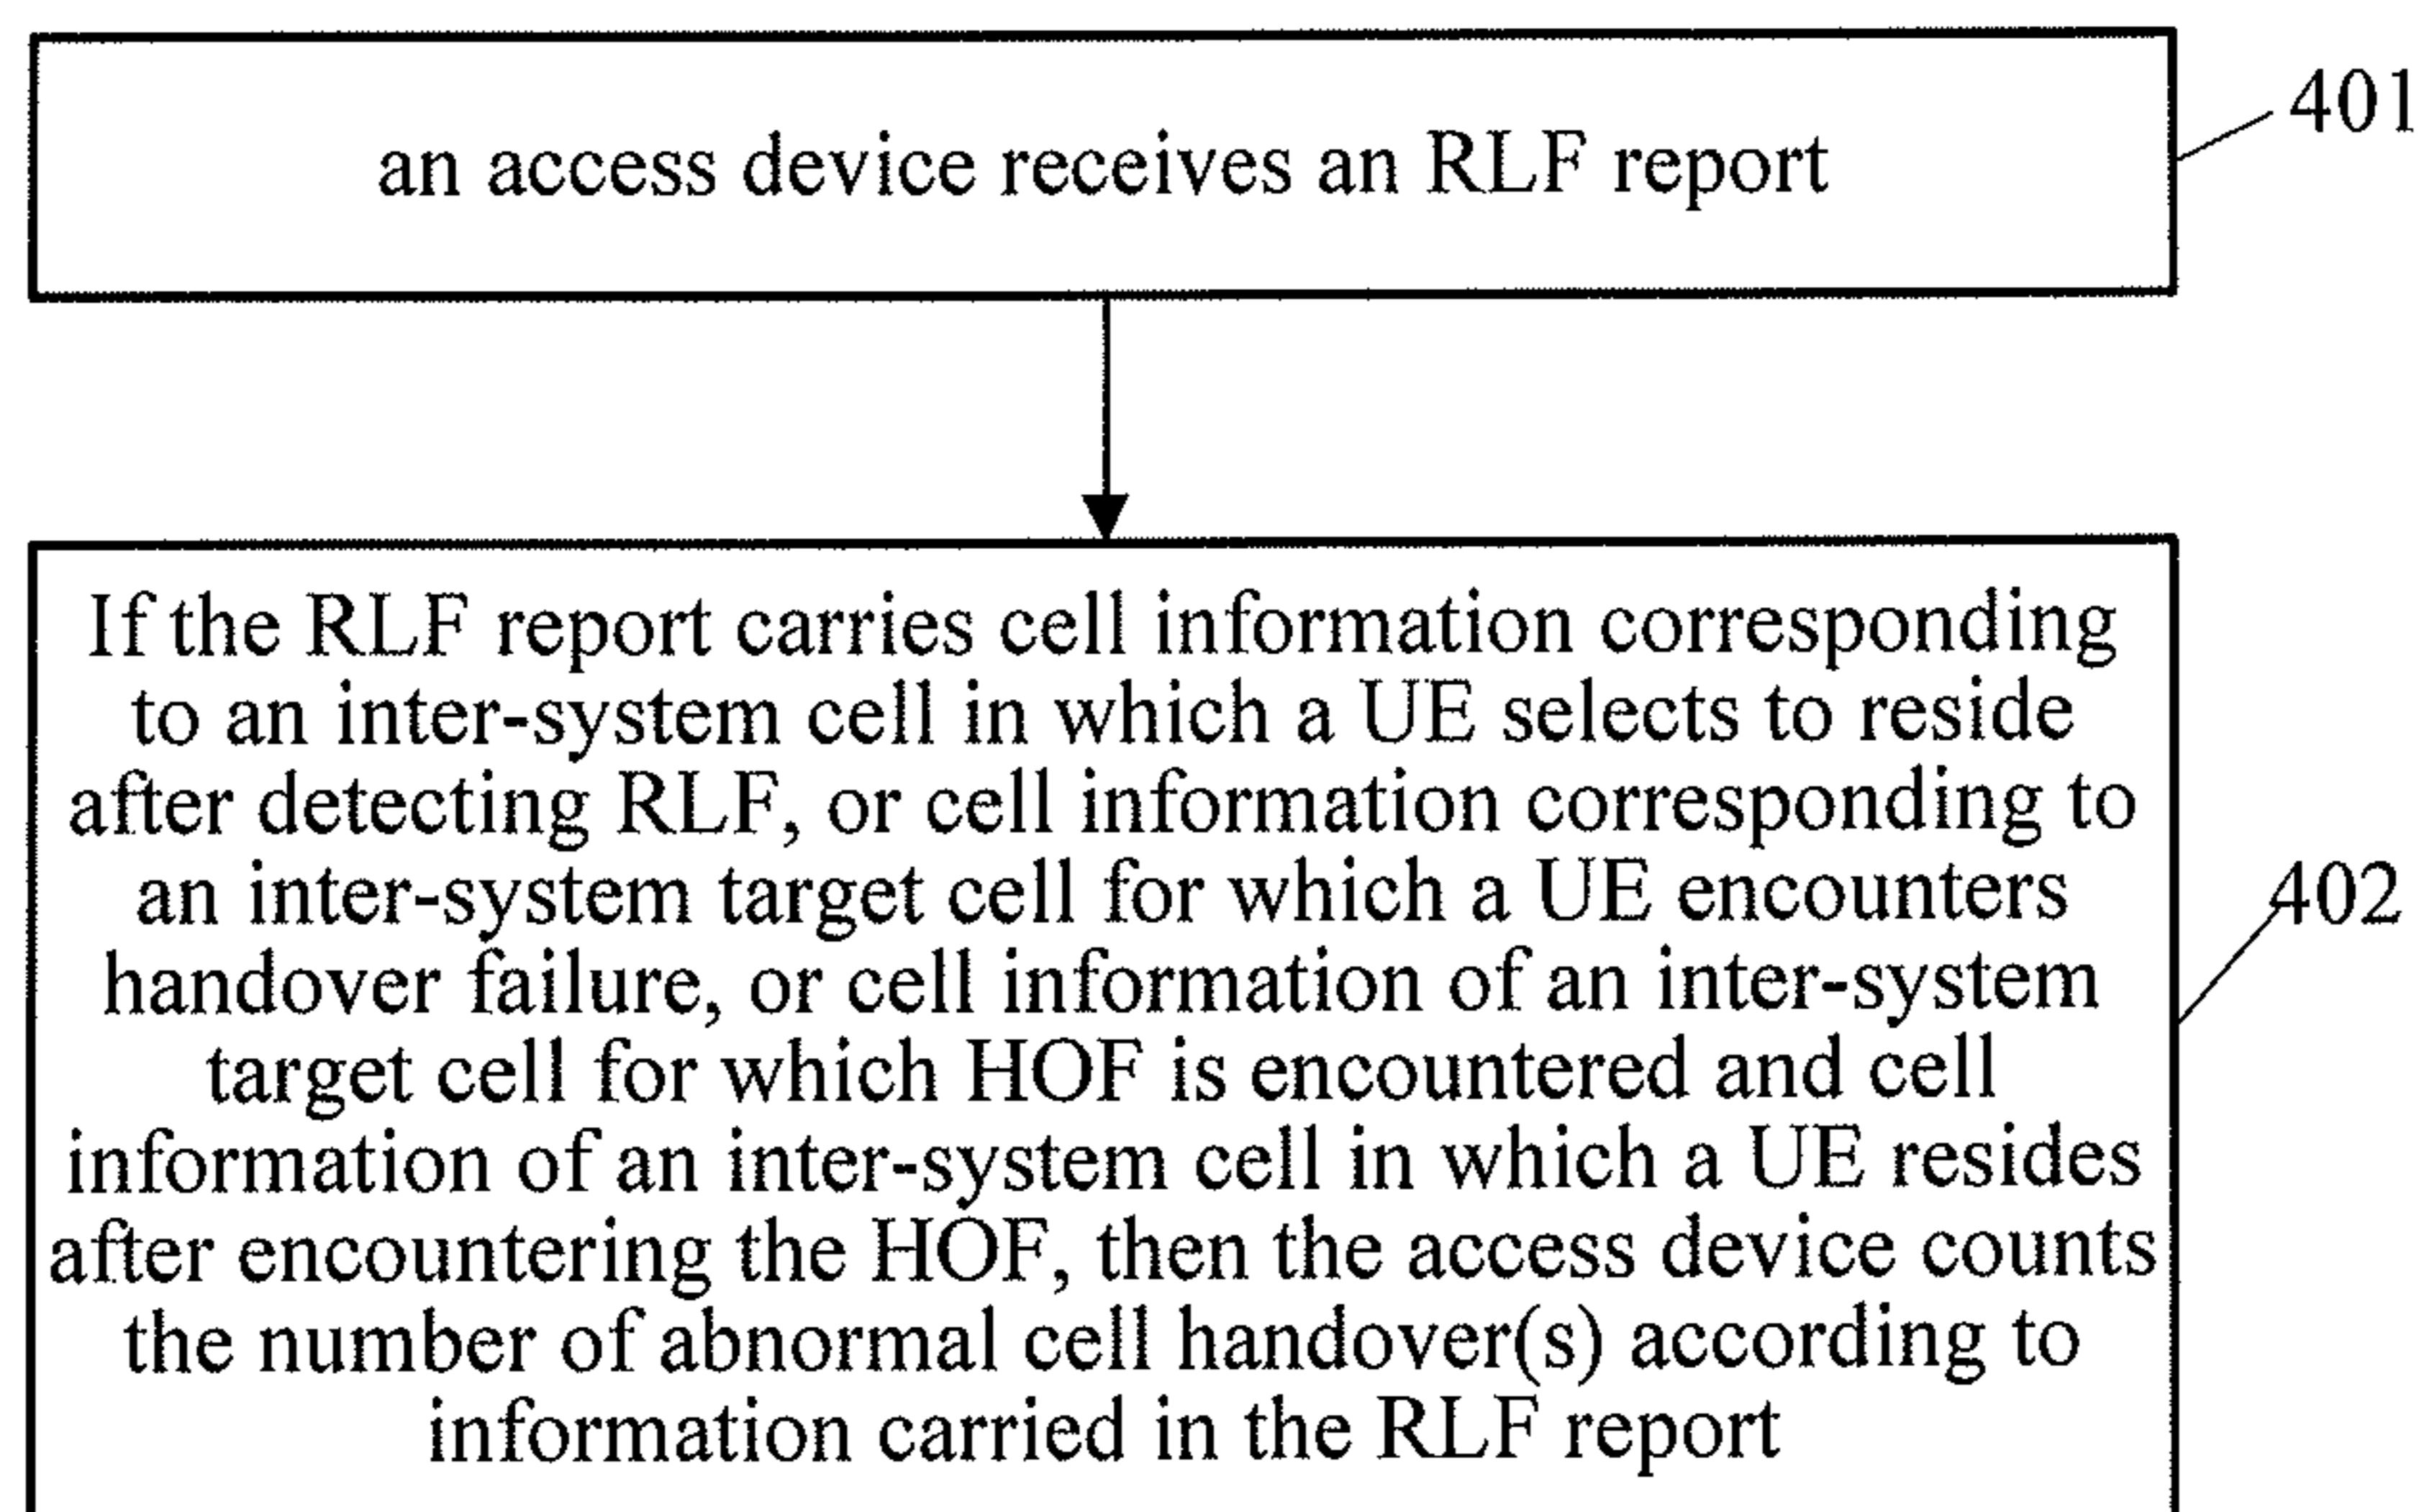 an access device receives an RLF report
401
If the RLF report carries cell information corresponding
to an inter-system cell in which a UE selects to reside
after detecting RLF, or cell information corresponding to
an inter-system target cell for which a UE encounters
handover failure, or cell information of an inter-system
target cell for which HOF is encountered and cell
information of an inter-system cell in which a UE resides
after encountering the HOF, then the access device counts
the number of abnormal cell handover(s) according to
information carried in the RLF report
402